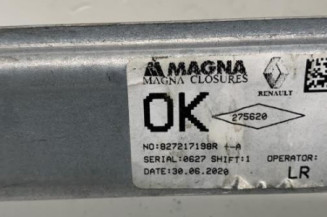 MAGNA
MAGNA CLOSURES
RENAULT
OK
275620
NO:827217198R ←A
SERIAL:0627 SHIFT:1 OPERATOR:
DATE:30.06.2020 LR